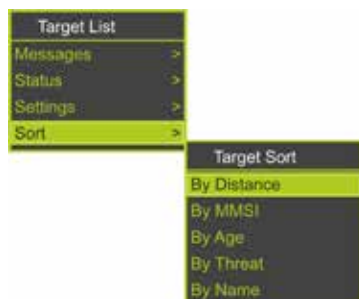 Target List
Messages >
Status >
Settings >
Sort >
Target Sort
By Distance
By MMSI
By Age
By Threat
By Name